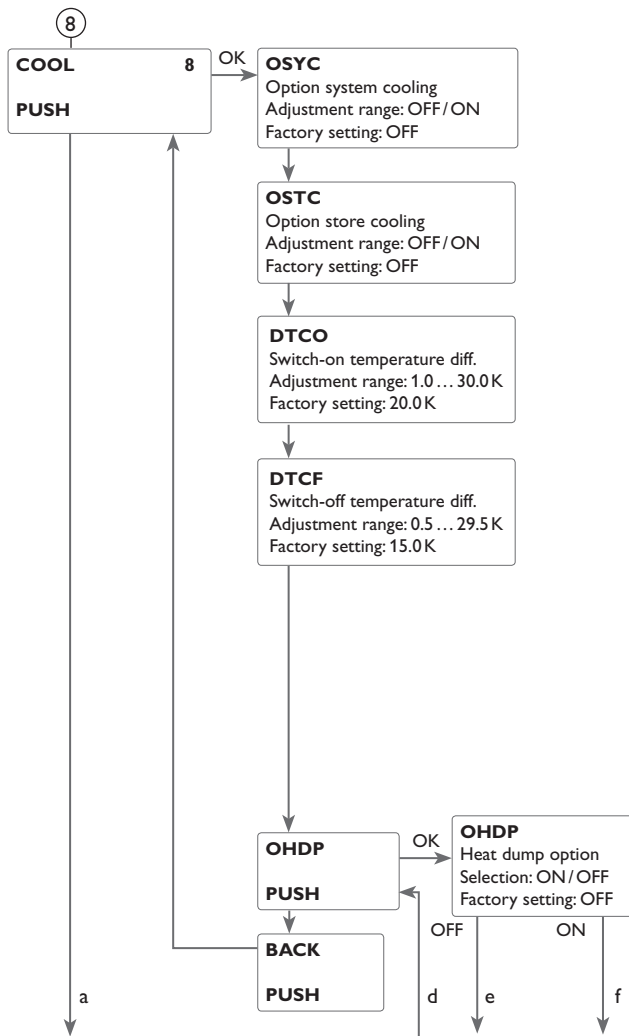 8
COOL 8
PUSH
OK
OSYC
Option system cooling
Adjustment range: OFF / ON
Factory setting: OFF
OSTC
Option store cooling
Adjustment range: OFF / ON
Factory setting: OFF
DTCO
Switch-on temperature diff.
Adjustment range: 1.0 ... 30.0 K
Factory setting: 20.0 K
DTCF
Switch-off temperature diff.
Adjustment range: 0.5 ... 29.5 K
Factory setting: 15.0 K
OHDP
PUSH
OK
OHDP
Heat dump option
Selection: ON / OFF
Factory setting: OFF
OFF ON
BACK
PUSH
a d e f